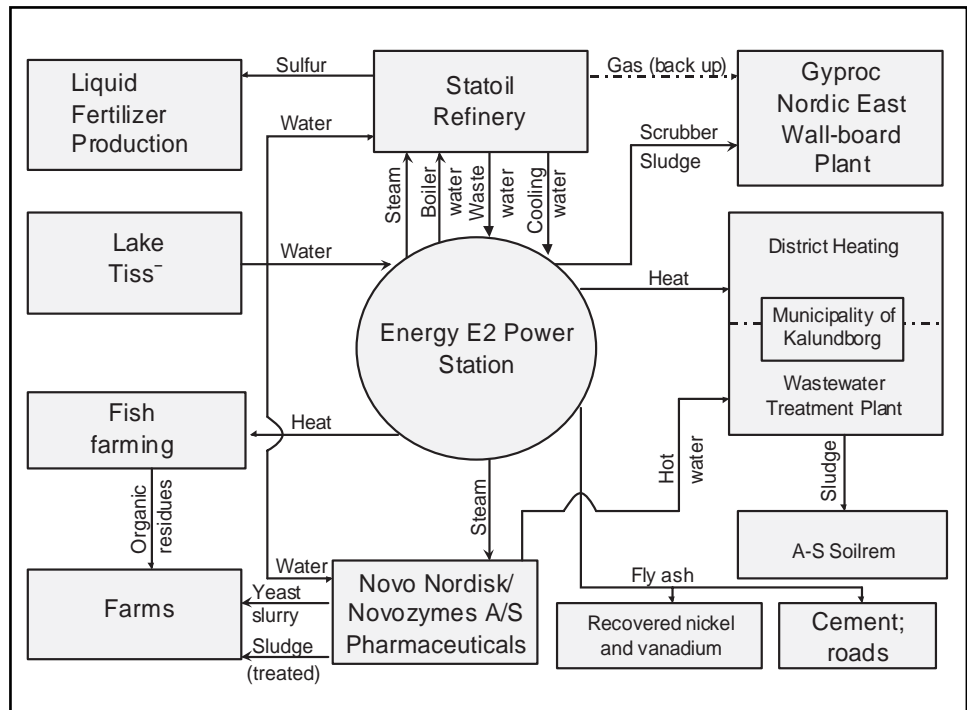 Liquid
Fertilizer
Production
Sulfur
Statoil
Refinery
Gas (back up)
Gyproc
Nordic East
Wall-board
Plant
Water
Scrubber
Sludge
Steam
Boiler
water
Waste
water
Cooling
water
Lake
Tiss¯
Water
Heat
District Heating
Municipality of
Kalundborg
Wastewater
Treatment Plant
Energy E2 Power
Station
Fish
farming
Heat
Hot
water
Sludge
Organic
residues
Steam
A-S Soilrem
Water
Farms
Yeast
slurry
Sludge
(treated)
Novo Nordisk/
Novozymes A/S
Pharmaceuticals
Fly ash
Recovered nickel
and vanadium
Cement;
roads